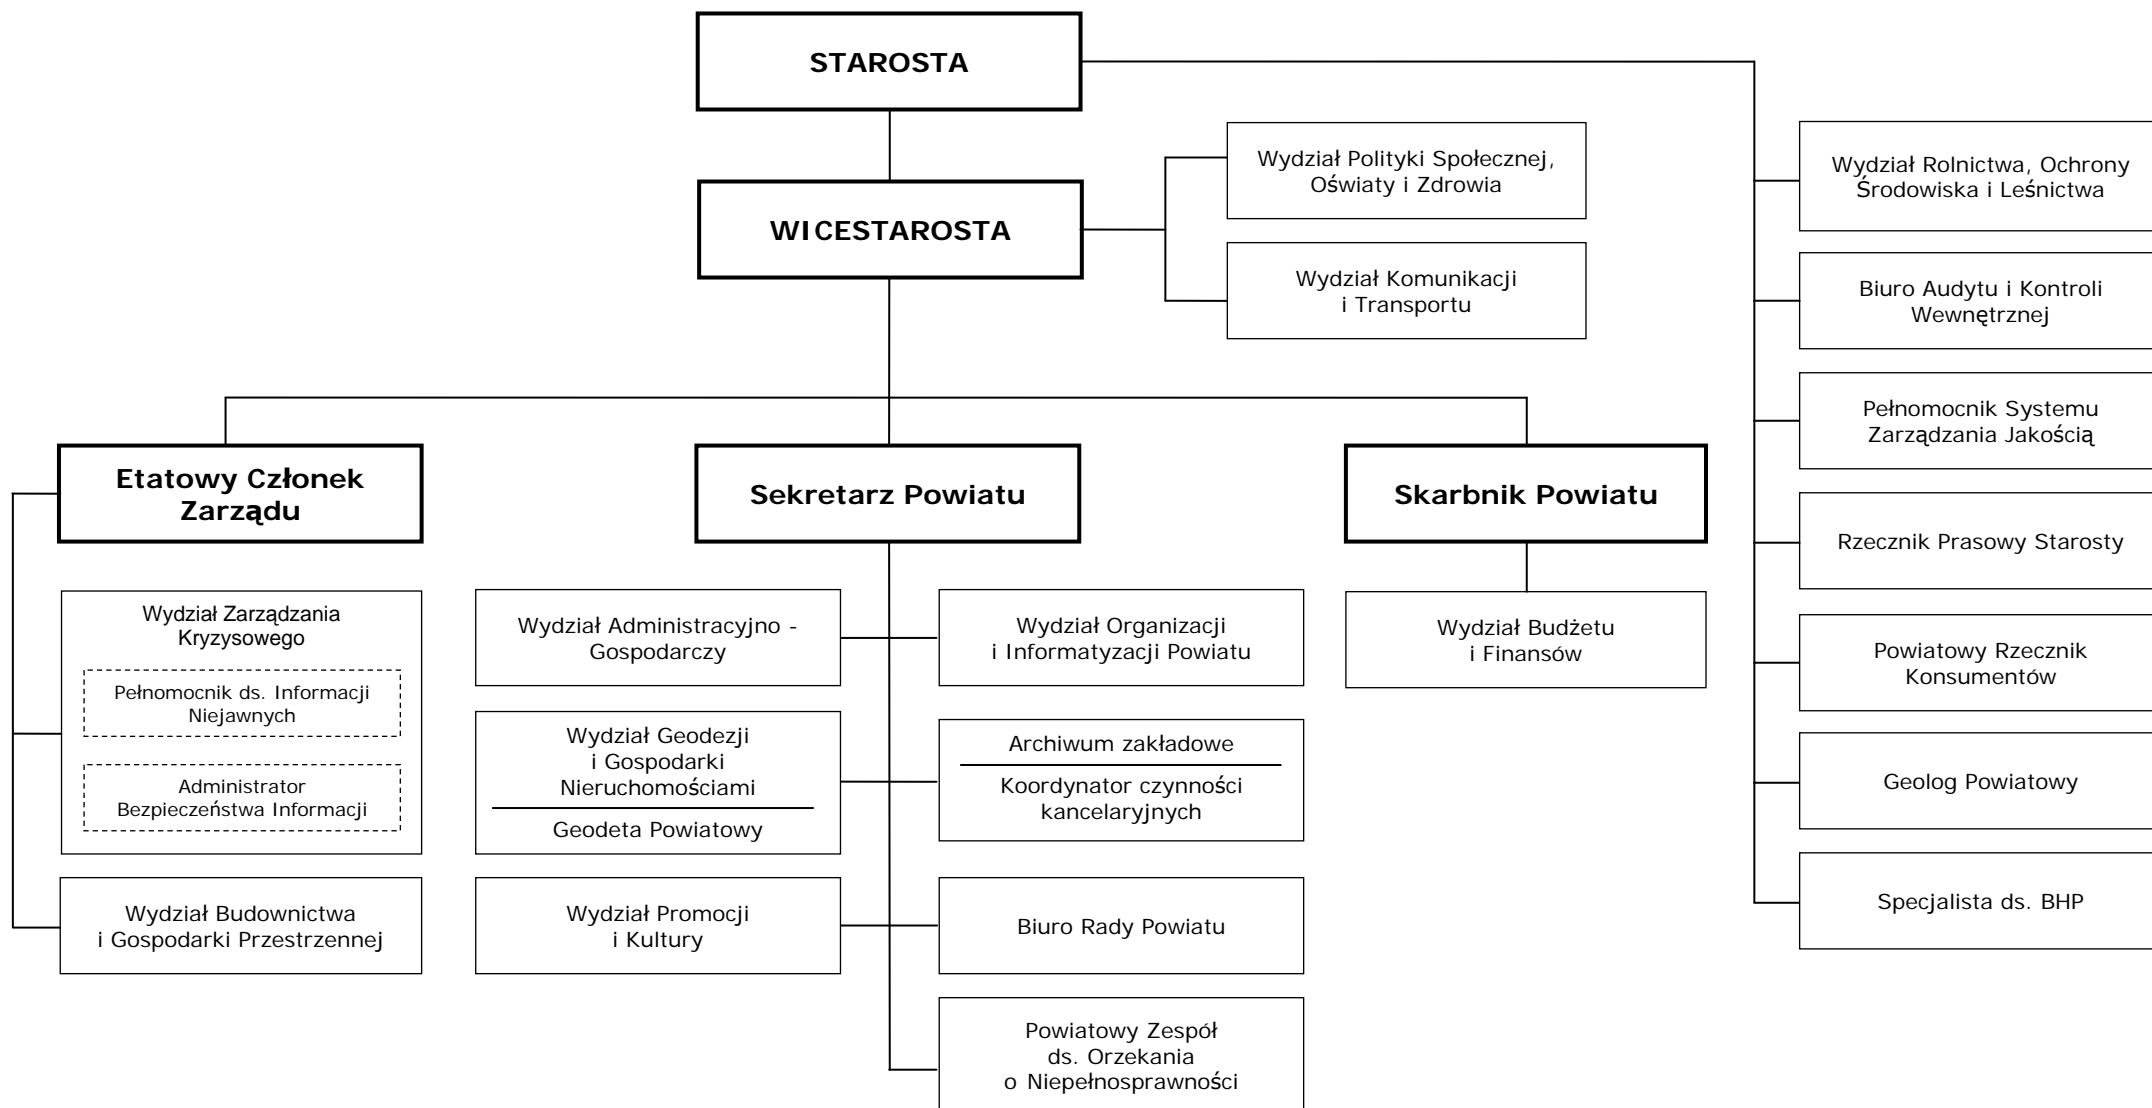 STAROSTA
WICESTAROSTA
Wydział Polityki Społecznej,
Oświaty i Zdrowia
Wydział Komunikacji
i Transportu
Wydział Rolnictwa, Ochrony
Środowiska i Leśnictwa
Biuro Audytu i Kontroli
Wewnętrznej
Pełnomocnik Systemu
Zarządzania Jakością
Rzecznik Prasowy Starosty
Powiatowy Rzecznik
Konsumentów
Geolog Powiatowy
Specjalista ds. BHP
Etatowy Członek
Zarządu
Wydział Zarządzania
Kryzysowego
Pełnomocnik ds. Informacji
Niejawnych
Administrator
Bezpieczeństwa Informacji
Wydział Budownictwa
i Gospodarki Przestrzennej
Sekretarz Powiatu
Wydział Administracyjno -
Gospodarczy
Wydział Organizacji
i Informatyzacji Powiatu
Wydział Geodezji
i Gospodarki
Nieruchomościami
Geodeta Powiatowy
Archiwum zakładowe
Koordynator czynności
kancelaryjnych
Wydział Promocji
i Kultury
Biuro Rady Powiatu
Powiatowy Zespół
ds. Orzekania
o Niepełnosprawności
Skarbnik Powiatu
Wydział Budżetu
i Finansów